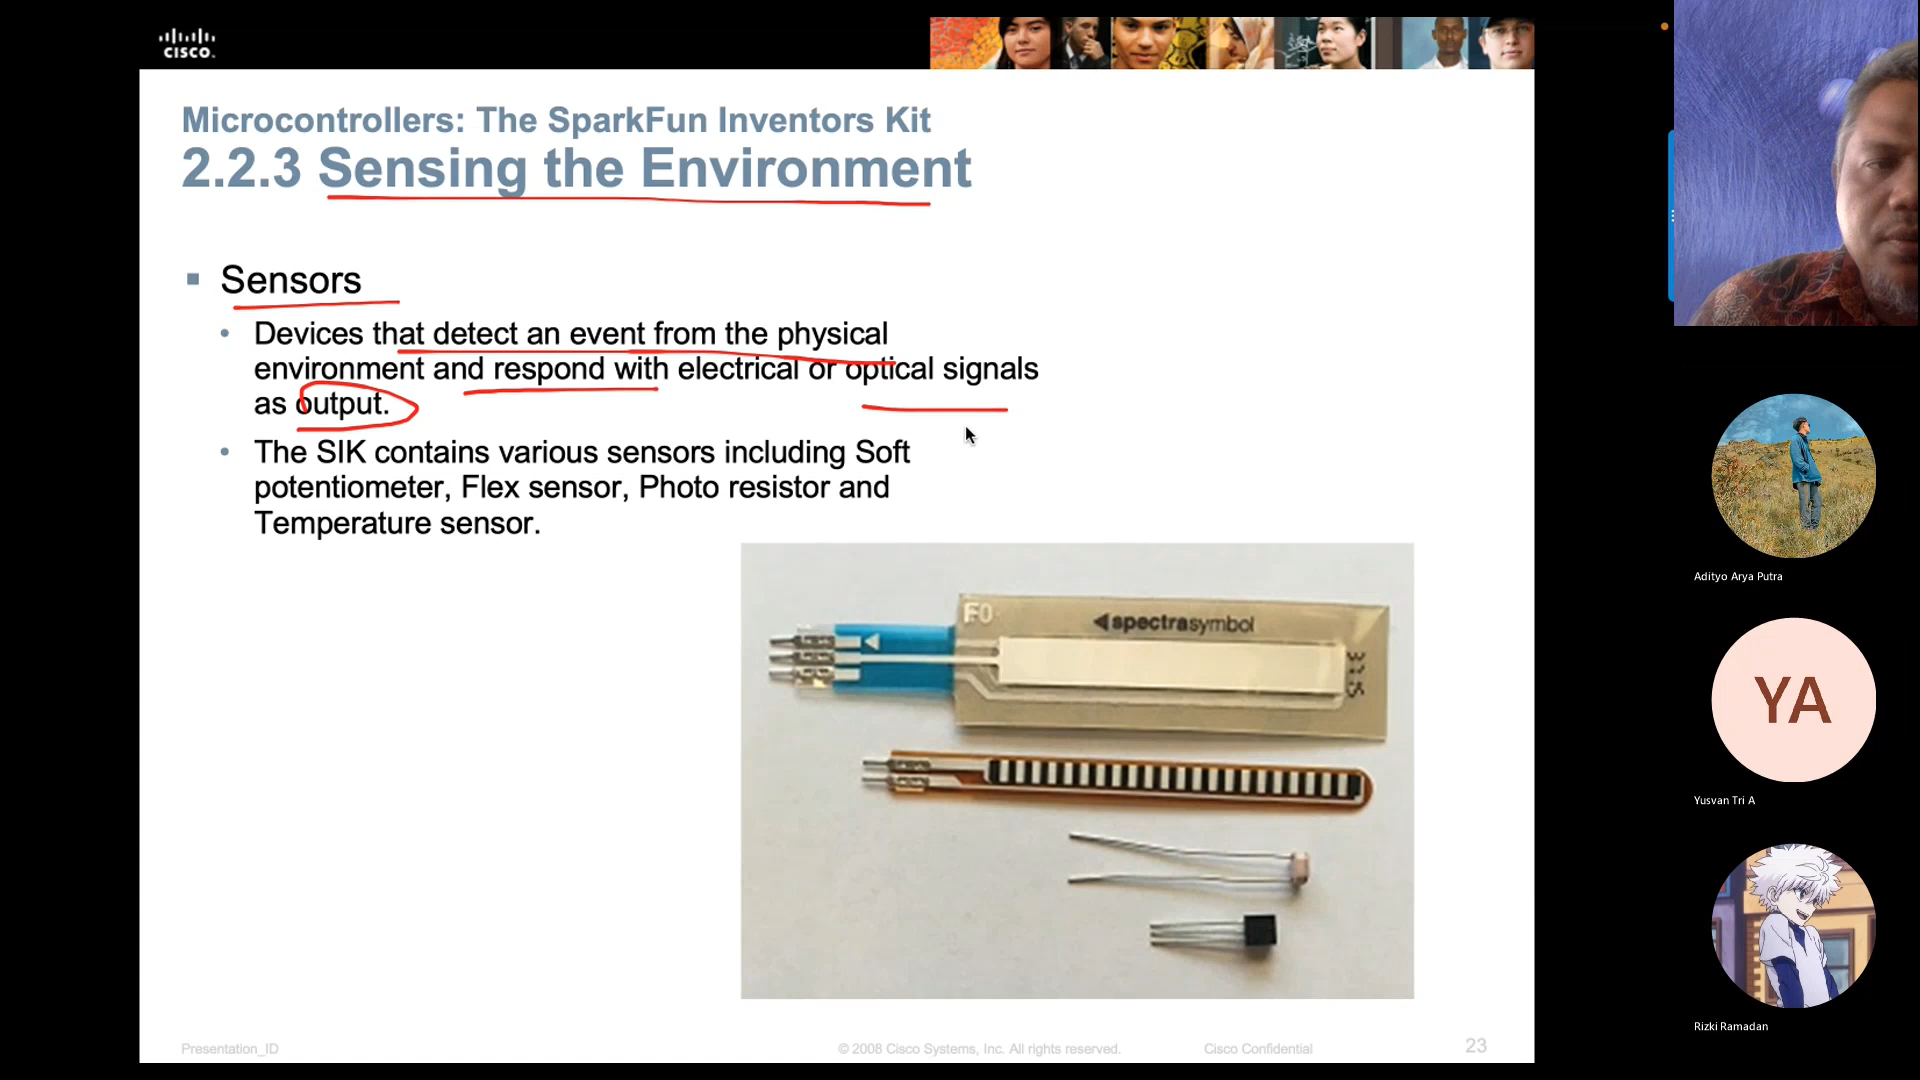 CISCO
Microcontrollers: The SparkFun Inventors Kit
2.2.3 Sensing the Environment
Sensors
Devices that detect an event from the physical
environment and respond with electrical or optical signals
as output.
The SIK contains various sensors including Soft
potentiometer, Flex sensor, Photo resistor and
Temperature sensor.
F0
spectrasymbol
Presentation_ID
© 2008 Cisco Systems, Inc. All rights reserved.
Cisco Confidential
23
Adityo Arya Putra
YA
Yusvan Tri A
Rizki Ramadan